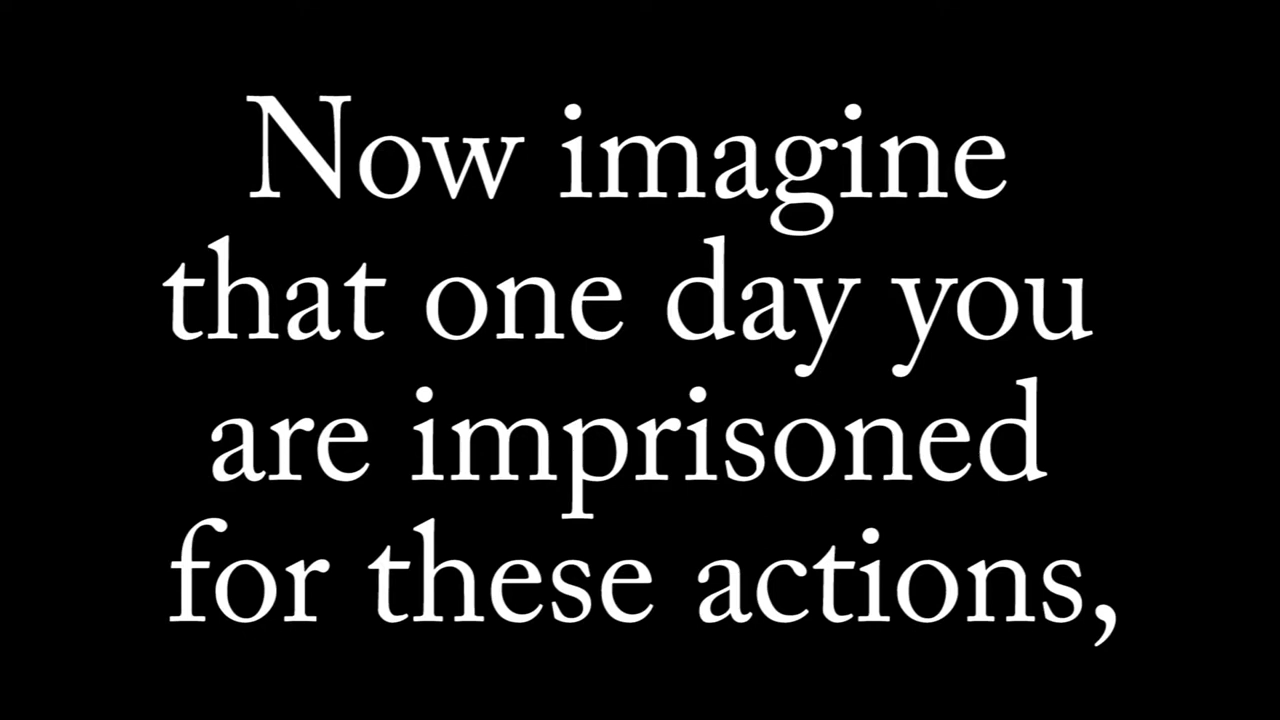 Now imagine
that one day you
are imprisoned
for these actions,